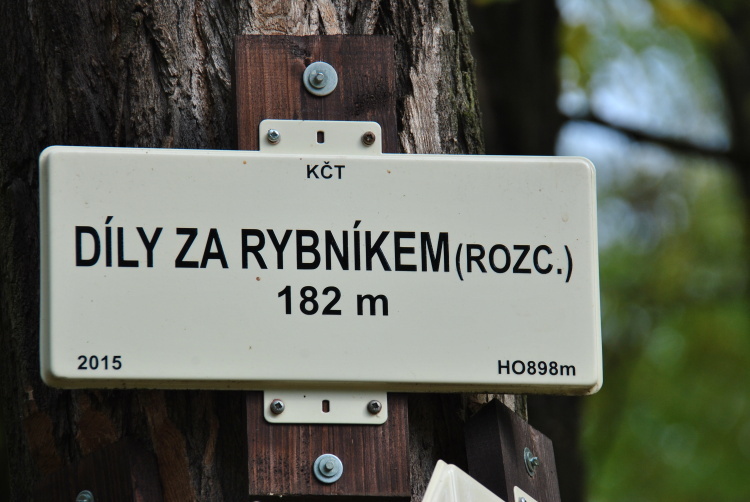 KČT
DÍLY ZA RYBNÍKEM (ROZC.)
182 m
2015
HO898m